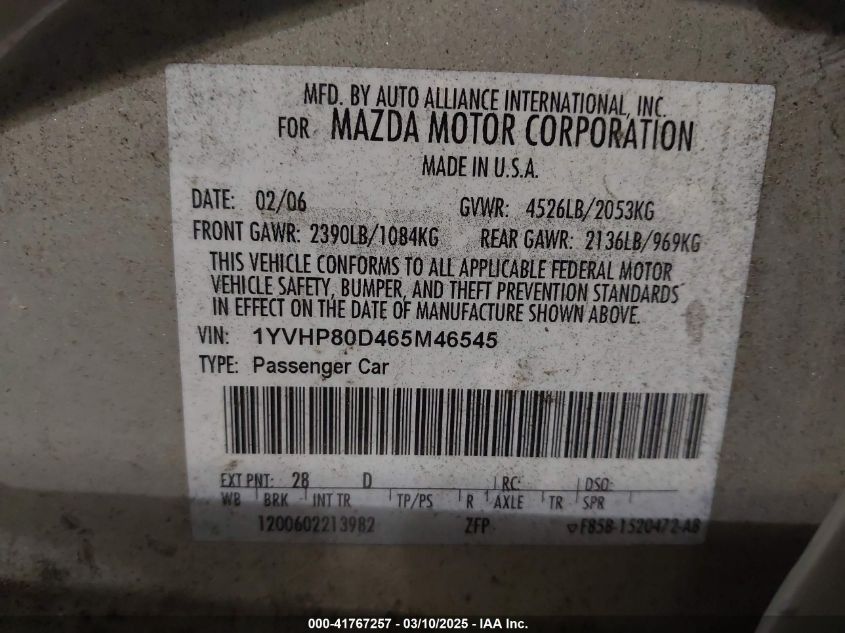 MFD. BY AUTO ALLIANCE INTERNATIONAL, INC.
FOR MAZDA MOTOR CORPORATION
MADE IN U.S.A.
DATE: 02/06 GVWR: 4526LB/2053KG
FRONT GAWR: 2390LB/1084KG REAR GAWR: 2136LB/969KG
THIS VEHICLE CONFORMS TO ALL APPLICABLE FEDERAL MOTOR
VEHICLE SAFETY, BUMPER, AND THEFT PREVENTION STANDARDS
IN EFFECT ON THE DATE OF MANUFACTURE SHOWN ABOVE.
VIN: 1YVHP80D465M46545
TYPE: Passenger Car
EXT PNT: 28 D RC: DSO:
WB BRK INT TR TP/PS R AXLE TR SPR
1200602213982 ZFP F85B-1520472-AB
000-41767257 - 03/10/2025 - IAA Inc.